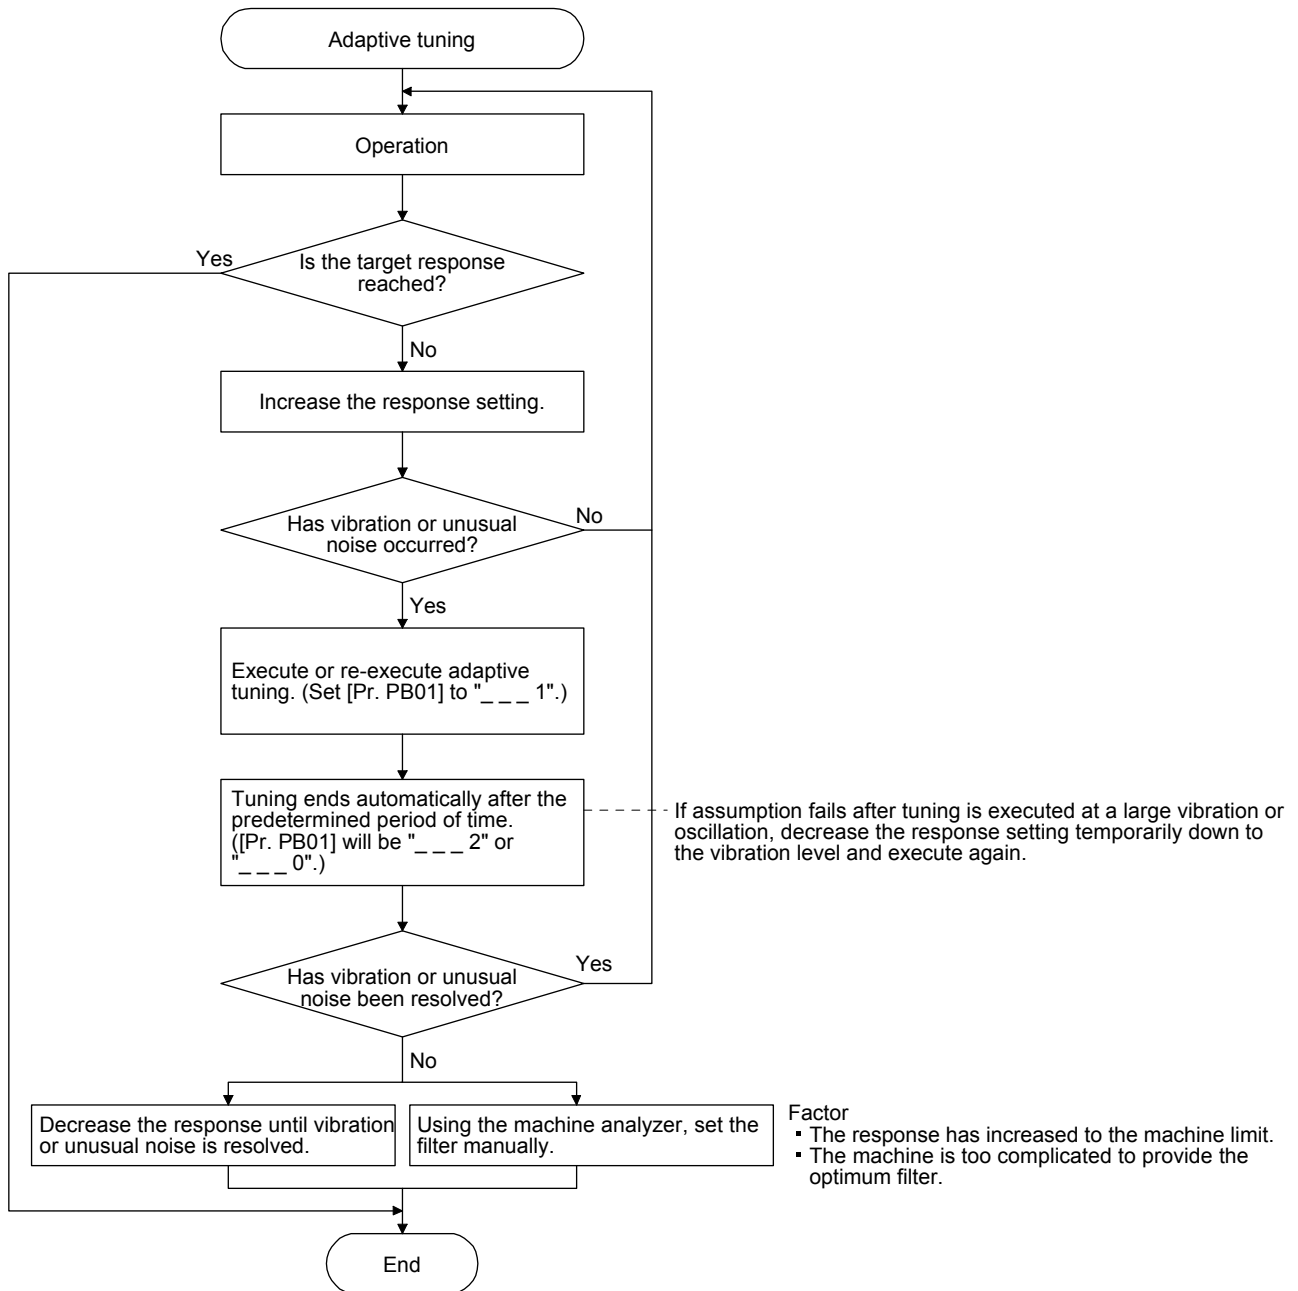 Adaptive tuning
Operation
Yes
Is the target response
reached?
No
Increase the response setting.
Has vibration or unusual
noise occurred?
No
Yes
Execute or re-execute adaptive
tuning. (Set [Pr. PB01] to "_ _ _ 1".)
Tuning ends automatically after the
predetermined period of time.
([Pr. PB01] will be "_ _ _ 2" or
"_ _ _ 0".)
If assumption fails after tuning is executed at a large vibration or
oscillation, decrease the response setting temporarily down to
the vibration level and execute again.
Has vibration or unusual
noise been resolved?
Yes
No
Decrease the response until vibration
or unusual noise is resolved.
Using the machine analyzer, set the
filter manually.
Factor
▪ The response has increased to the machine limit.
▪ The machine is too complicated to provide the
optimum filter.
End